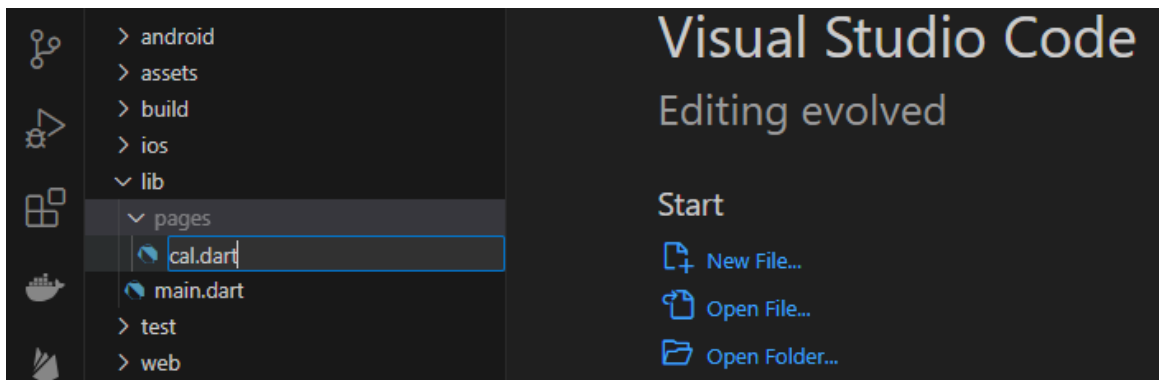 android
assets
build
ios
lib
pages
cal.dart
main.dart
test
web
Visual Studio Code
Editing evolved
Start
New File...
Open File...
Open Folder...